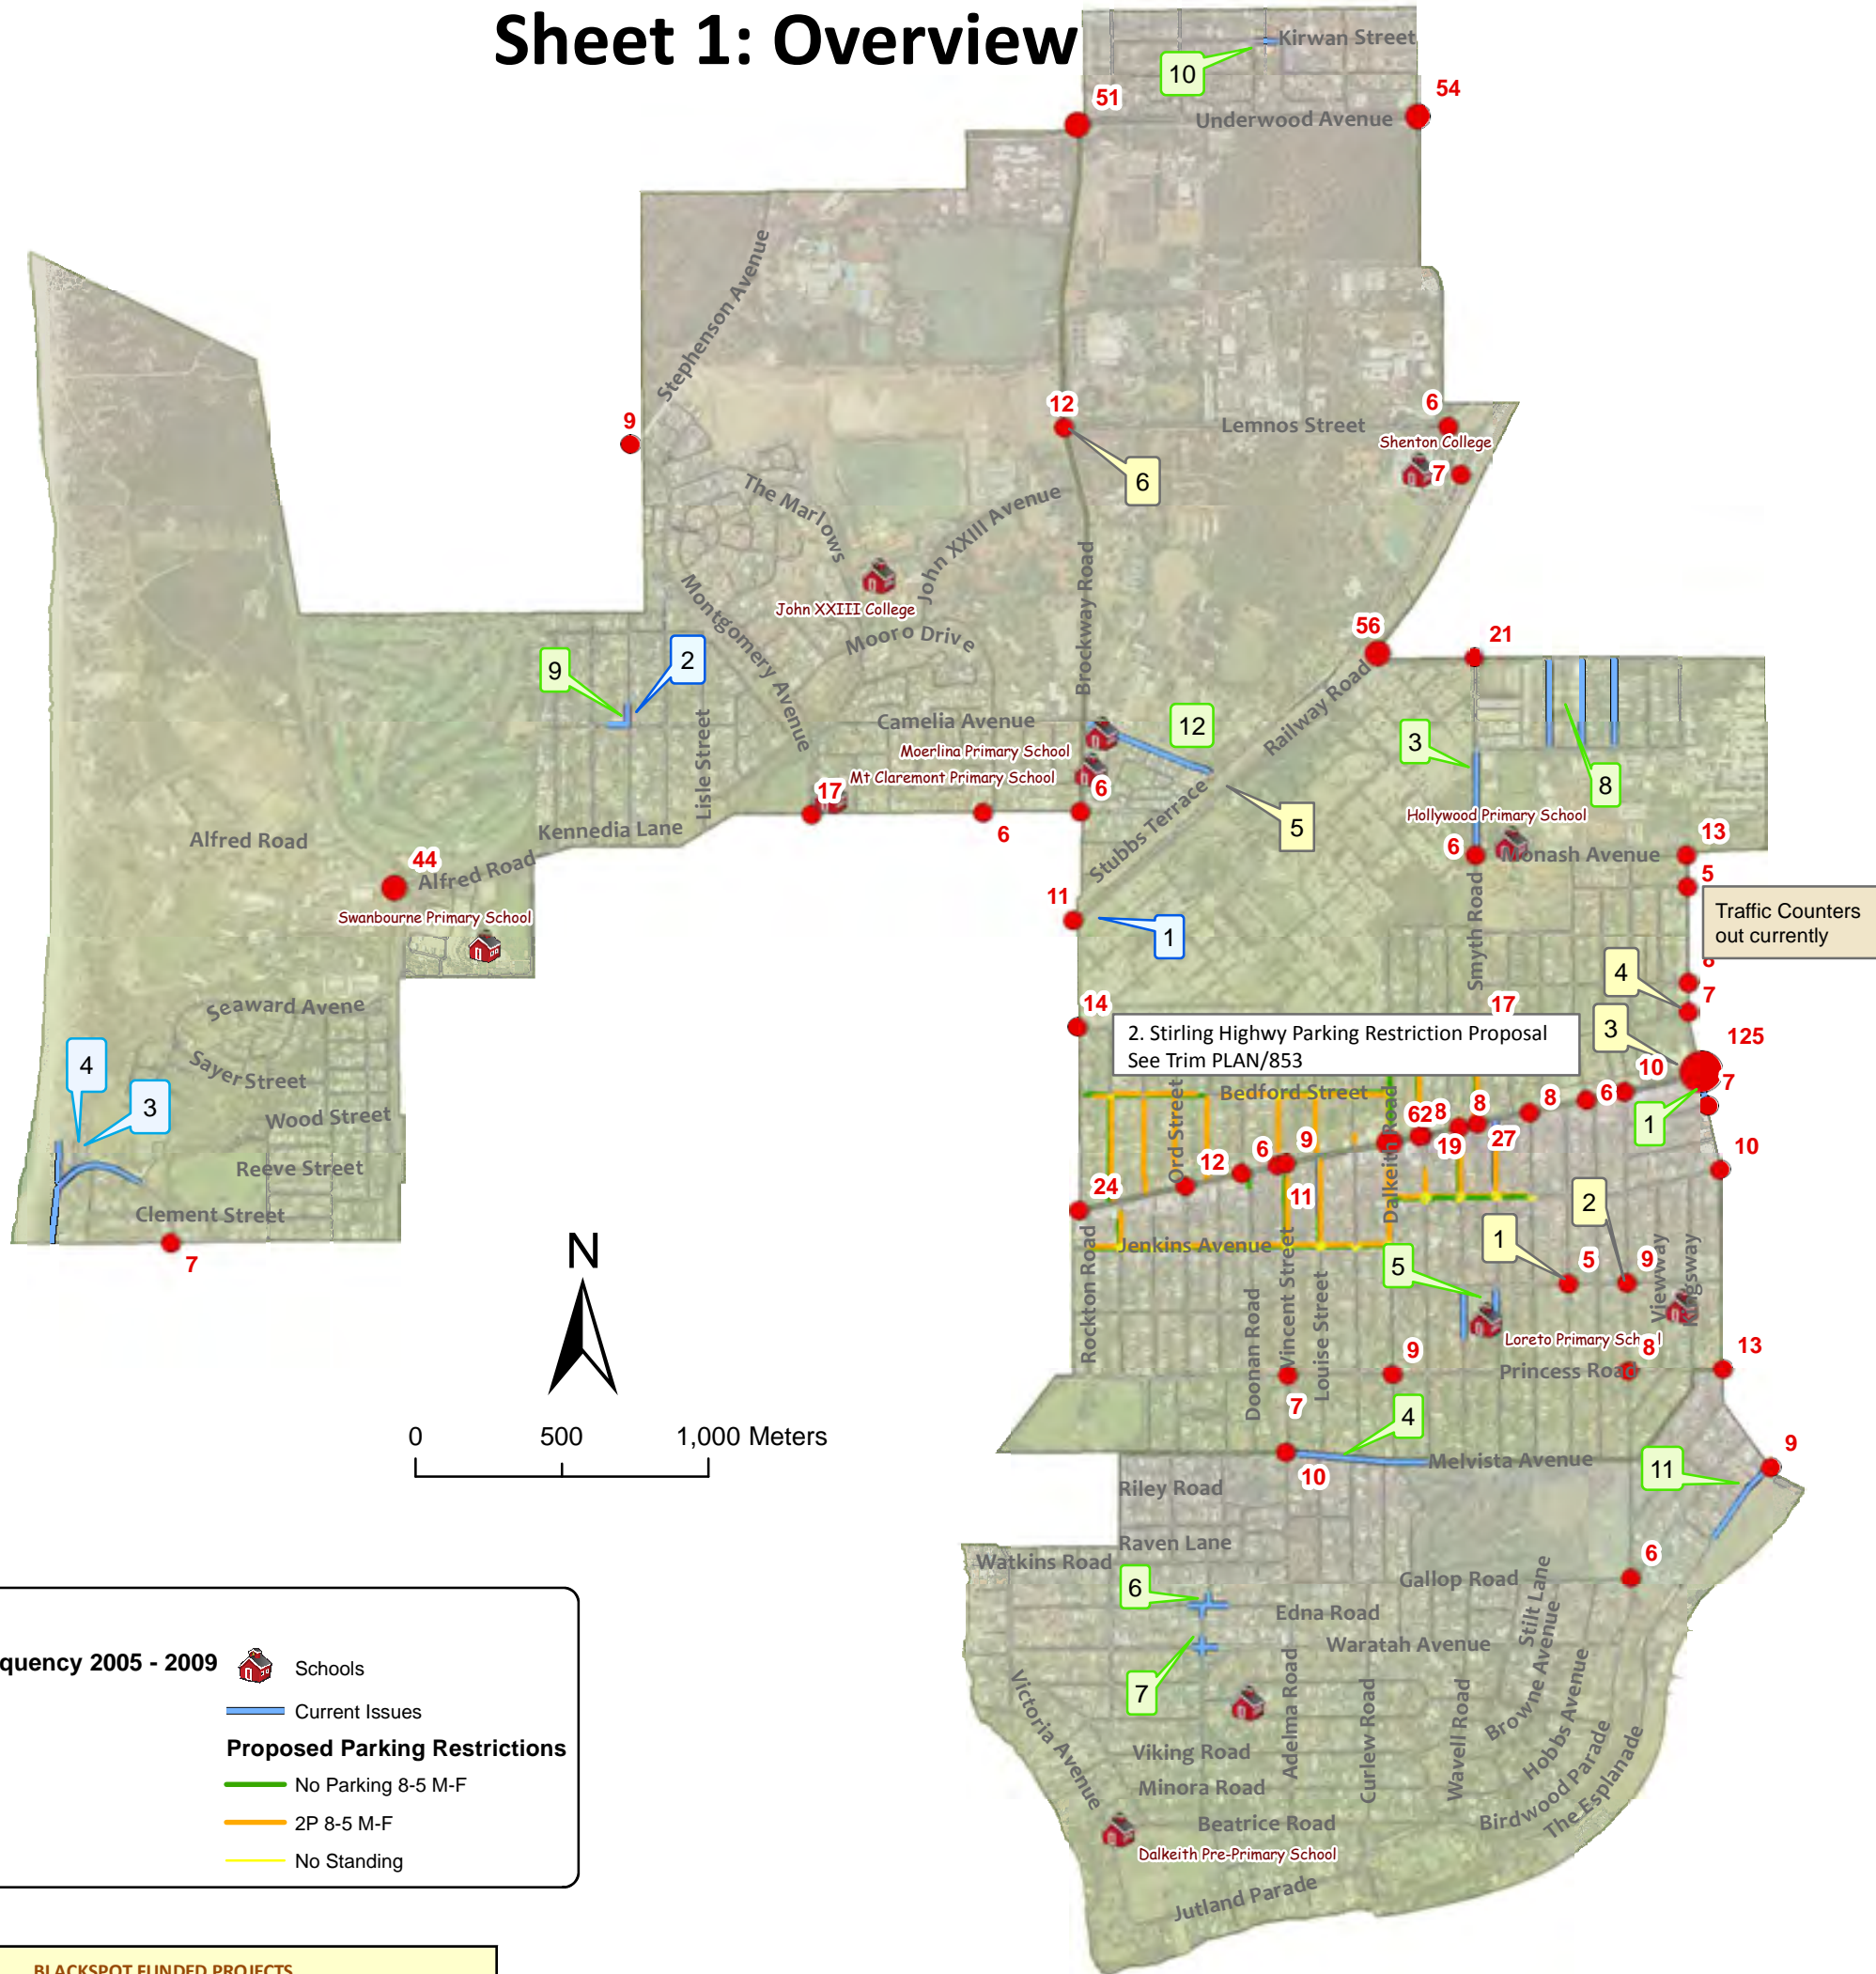 Sheet 1: Overview
Kirwan Street
10
51
54
Underwood Avenue
Stephenson Avenue
9
12
6
Lemnos Street
Shenton College
7
6
The Marlows
John XXIII Avenue
John XXIII College
Montgomery Avenue
Mooro Drive
Brockway Road
56
21
9
2
Lisle Street
Camelia Avenue
Moerlina Primary School
Mt Claremont Primary School
12
Railway Road
3
8
17
6
6
Kennedia Lane
Stubbs Terrace
5
Hollywood Primary School
6
Monash Avenue
13
5
Alfred Road
44
Alfred Road
Swanbourne Primary School
11
1
Smyth Road
Traffic Counters
out currently
4
7
14
17
2. Stirling Highwy Parking Restriction Proposal
See Trim PLAN/853
3
125
Seaward Avene
Sayer Street
Wood Street
Reeve Street
Clement Street
4
3
7
Bedford Street
Ord Street
Dalkeith Road
10
7
6
8
8
62
8
19
27
1
10
9
6
12
11
24
Jenkins Avenue
2
1
5
9
5
Viewway
Kingsway
Rockton Road
Doonan Road
Vincent Street
Louise Street
Loreto Primary School
8
13
9
Princess Road
7
4
10
Melvista Avenue
9
11
N
0
500
1,000 Meters
Riley Road
Raven Lane
Watkins Road
6
Gallop Road
6
Edna Road
Waratah Avenue
Stilt Lane
Browne Avenue
Hobbs Avenue
Birdwood Parade
The Esplanade
7
Victoria Avenue
Adelma Road
Curlew Road
Wavell Road
Viking Road
Minora Road
Beatrice Road
Dalkeith Pre-Primary School
Jutland Parade
quency 2005 - 2009
Schools
Current Issues
Proposed Parking Restrictions
No Parking 8-5 M-F
2P 8-5 M-F
No Standing
BLACKSPOT FUNDED PROJECTS